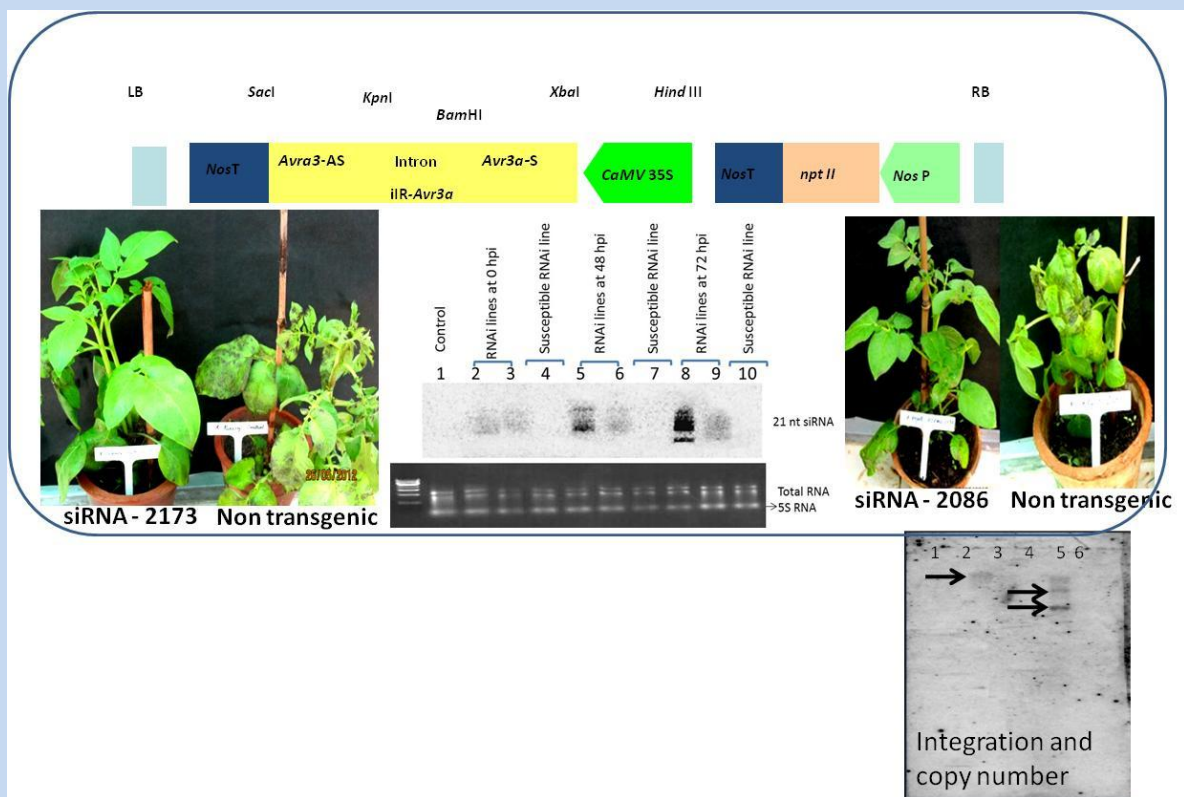 LB SacI KpnI BamHI XbaI Hind III RB
NosT Avra3-AS Intron Avr3a-S CaMV 35S NosT npt II Nos P
iIR-Avr3a
Control
RNAi lines at 0 hpi
Susceptible RNAi line
RNAi lines at 48 hpi
Susceptible RNAi line
RNAi lines at 72 hpi
Susceptible RNAi line
1 2 3 4 5 6 7 8 9 10
21 nt siRNA
Total RNA
5S RNA
26/05/2012
siRNA - 2173 Non transgenic
siRNA - 2086 Non transgenic
1 2 3 4 5 6
Integration and
copy number